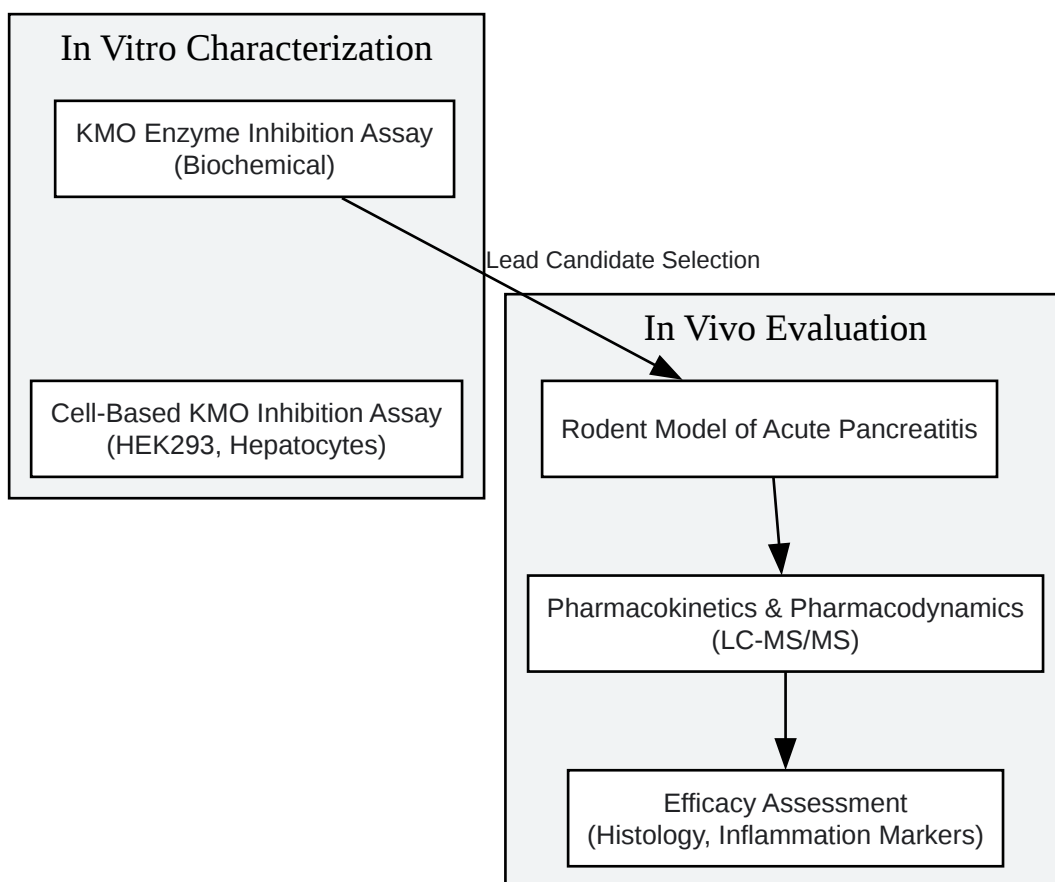 In Vitro Characterization
KMO Enzyme Inhibition Assay
(Biochemical)
Lead Candidate Selection
Cell-Based KMO Inhibition Assay
(HEK293, Hepatocytes)
In Vivo Evaluation
Rodent Model of Acute Pancreatitis
Pharmacokinetics & Pharmacodynamics
(LC-MS/MS)
Efficacy Assessment
(Histology, Inflammation Markers)